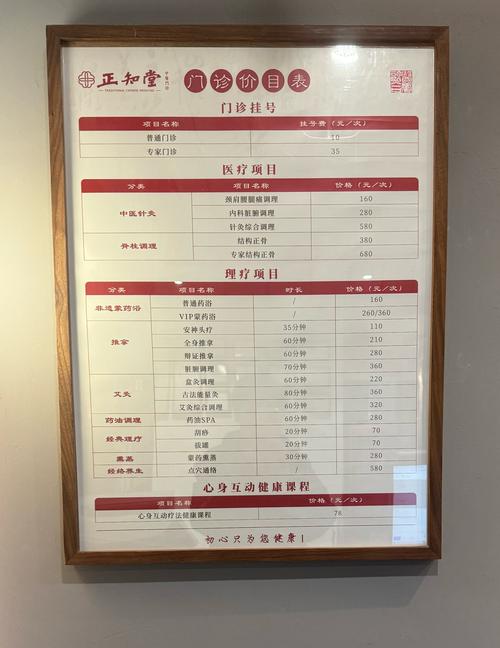 正知堂
TRADITIONAL CHINESE MEDICINE
门诊价目表
门诊挂号
项目名称 挂号费（元／次）
普通门诊 10
专家门诊 35
医疗项目
分类 项目名称 价格（元／次）
中医针灸 颈肩腰腿痛调理 160
内科脏腑调理 280
针灸综合调理 580
脊柱调理 结构正骨 380
专家结构正骨 680
理疗项目
分类 项目名称 时长 价格（元／次）
非遗蒙药浴 普通药浴 / 160
VIP蒙药浴 / 260/360
推拿 安神头疗 35分钟 110
全身推拿 60分钟 210
辩证推拿 60分钟 280
脏腑调理 70分钟 360
艾灸 盒灸调理 60分钟 220
古法能量灸 80分钟 360
艾灸综合调理 60分钟 320
药油调理 药油SPA 60分钟 280
经典理疗 刮痧 20分钟 70
拔罐 20分钟 70
熏蒸 蒙药熏蒸 30分钟 280
经络养生 点穴通络 / 580
心身互动健康课程
项目名称 价格（元／次）
心身互动疗法健康课程 78
初心只为您健康！